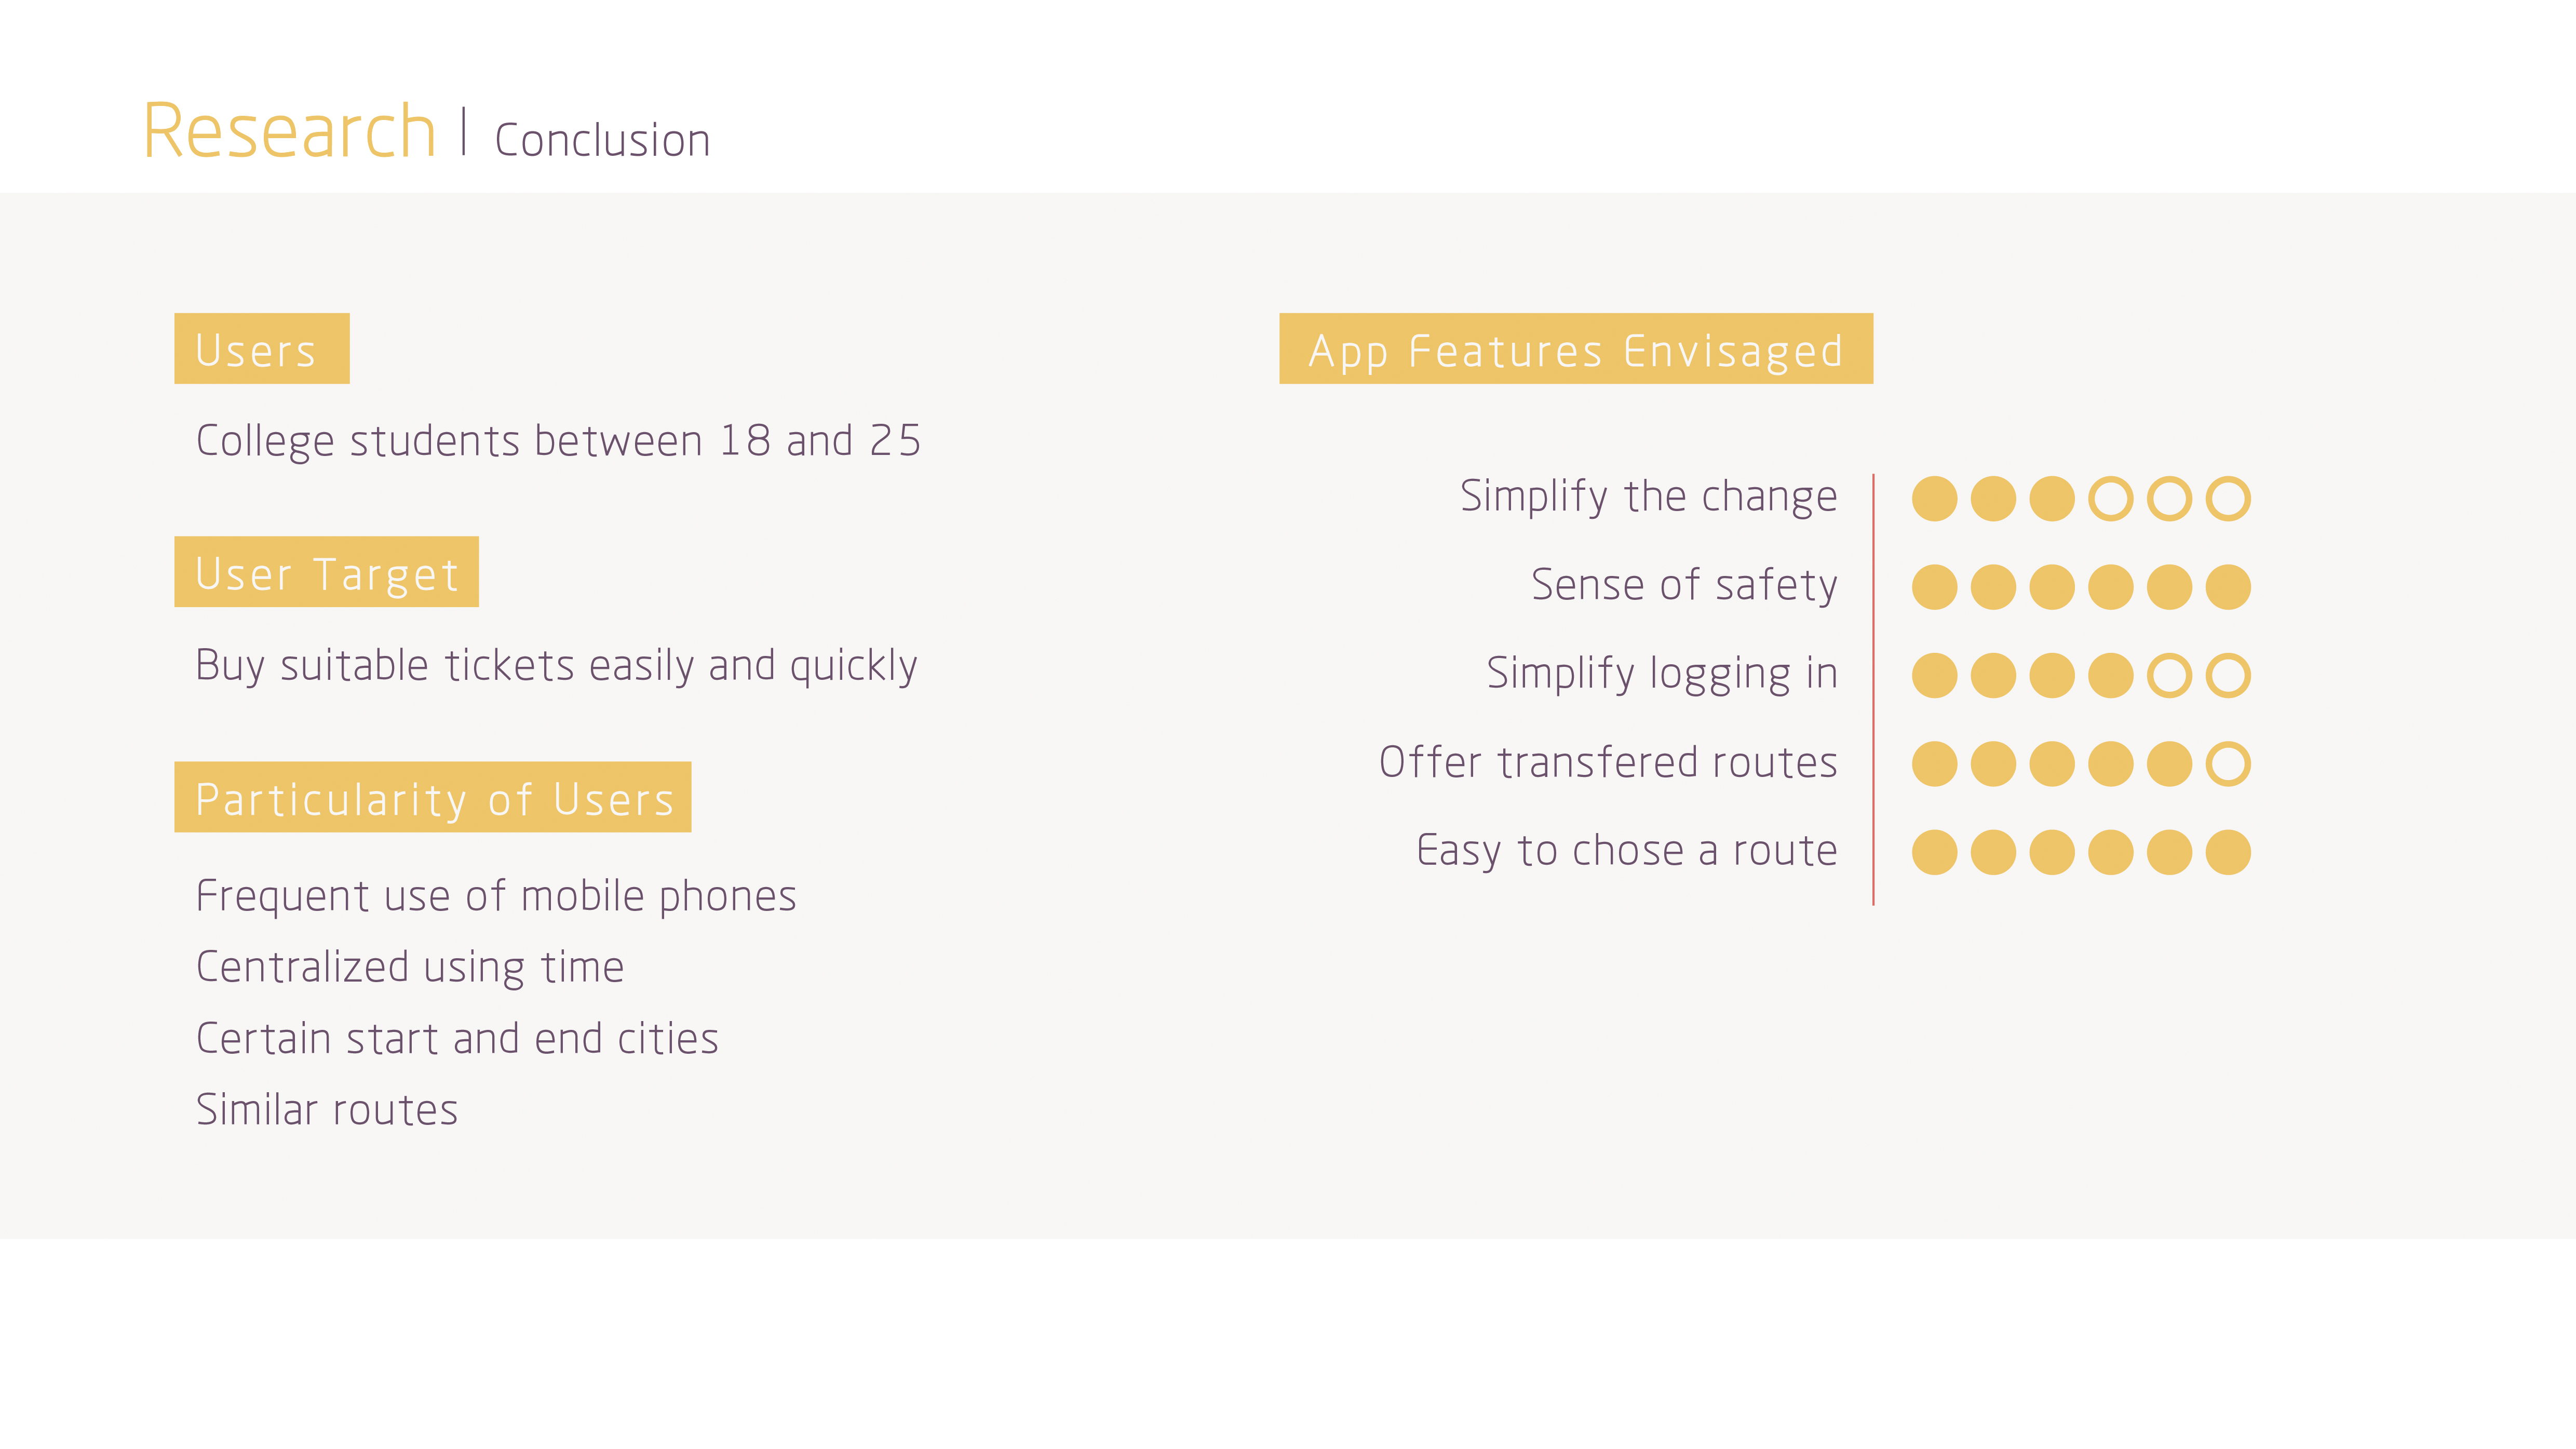 Research | Conclusion
Users
College students between 18 and 25
User Target
Buy suitable tickets easily and quickly
Particularity of Users
Frequent use of mobile phones
Centralized using time
Certain start and end cities
Similar routes
App Features Envisaged
Simplify the change
Sense of safety
Simplify logging in
Offer transfered routes
Easy to chose a route